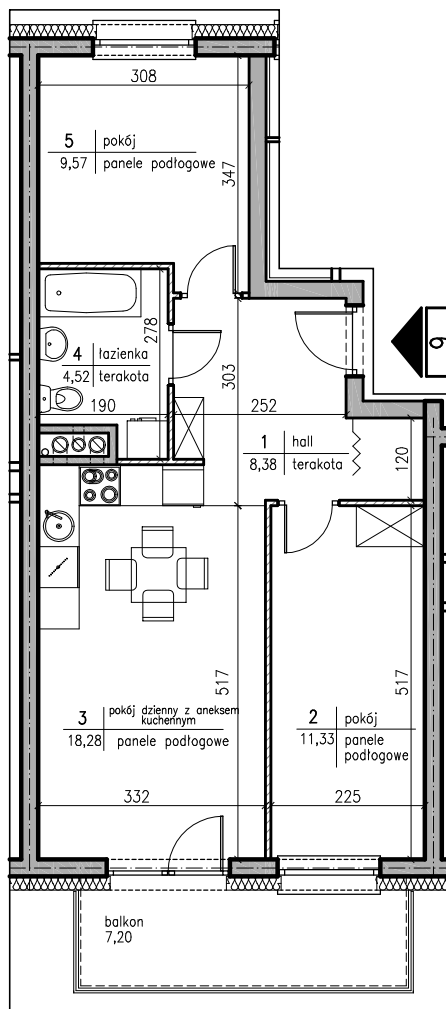 308
5 pokój
9,57 panele podłogowe
347
4 łazienka
4,52 terakota
278
190
303
252
1 hall
8,38 terakota
120
6
3 pokój dzienny z aneksem
kuchennym
18,28 panele podłogowe
517
2 pokój
11,33 panele
podłogowe
517
332
225
balkon
7,20